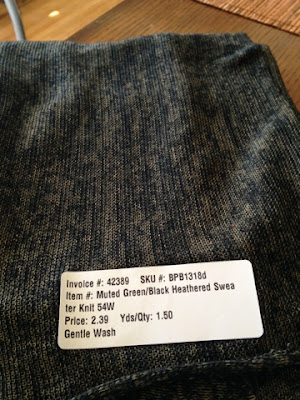 Invoice #: 42389 SKU #: BPB1318d
Item #: Muted Green/Black Heathered Swea
ter Knit 54W
Price: 2.39 Yds/Qty: 1.50
Gentle Wash